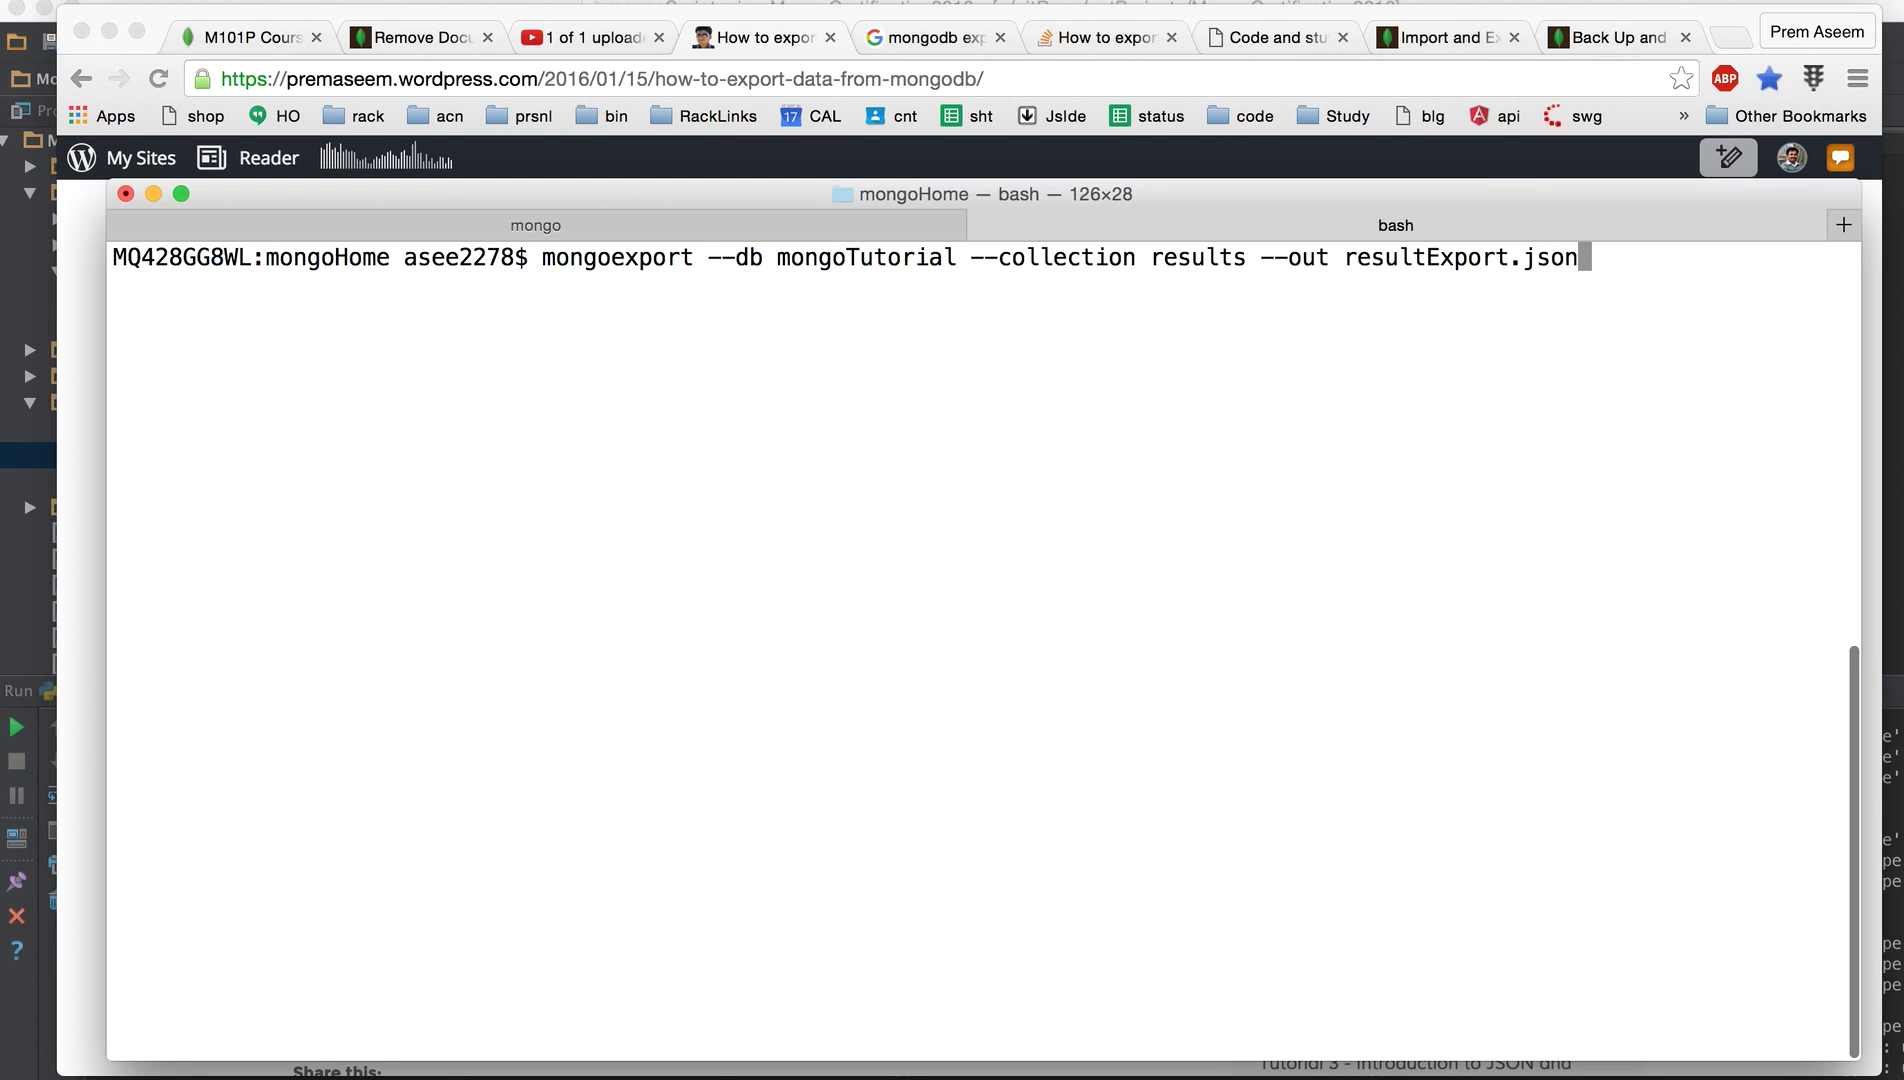 M101P Cours
Remove Docu
1 of 1 upload
How to expor
mongodb exp
How to expor
Code and stu
Import and Ex
Back Up and
Prem Aseem
https://premaseem.wordpress.com/2016/01/15/how-to-export-data-from-mongodb/
ABP
Apps
shop
HO
rack
acn
prsnl
bin
RackLinks
17 CAL
cnt
sht
JsIde
status
code
Study
blg
api
swg
»
Other Bookmarks
My Sites
Reader
mongoHome — bash — 126×28
mongo
bash
MQ428GG8WL:mongoHome asee2278$ mongoexport --db mongoTutorial --collection results --out resultExport.json
Run
Share this:
Tutorial 3 - Introduction to JSON and